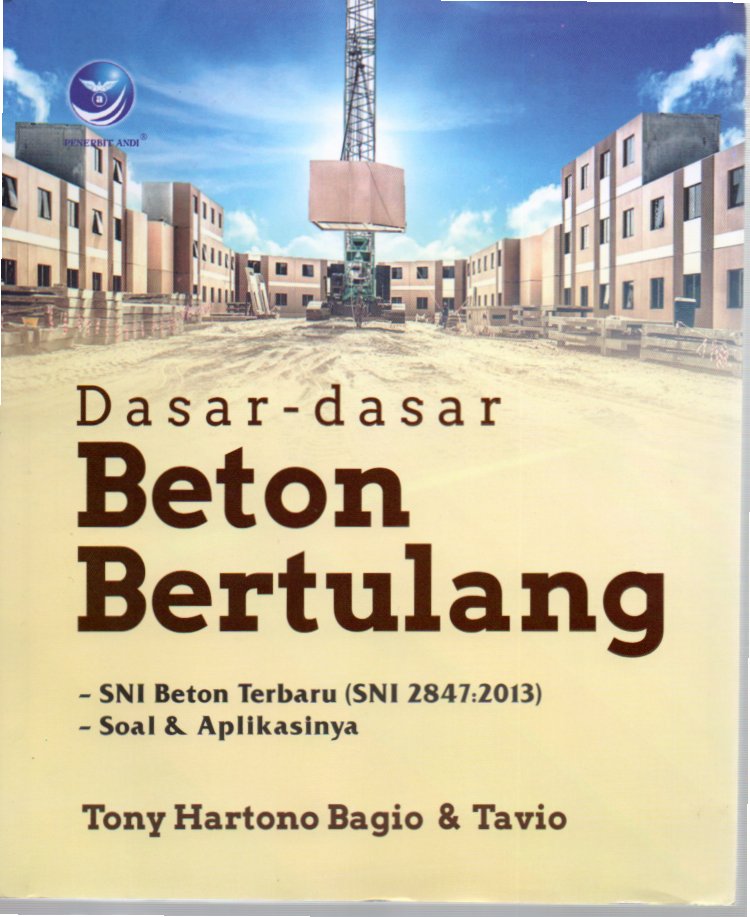 a
PENERBIT ANDI®
Dasar-dasar
Beton
Bertulang
- SNI Beton Terbaru (SNI 2847:2013)
- Soal & Aplikasinya
Tony Hartono Bagio & Tavio